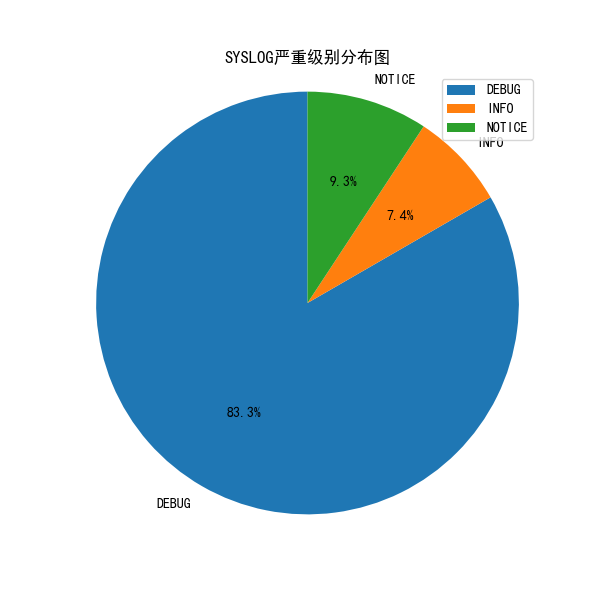 SYSLOG严重级别分布图
NOTICE
DEBUG
INFO
NOTICE
INFO
9.3%
7.4%
83.3%
DEBUG